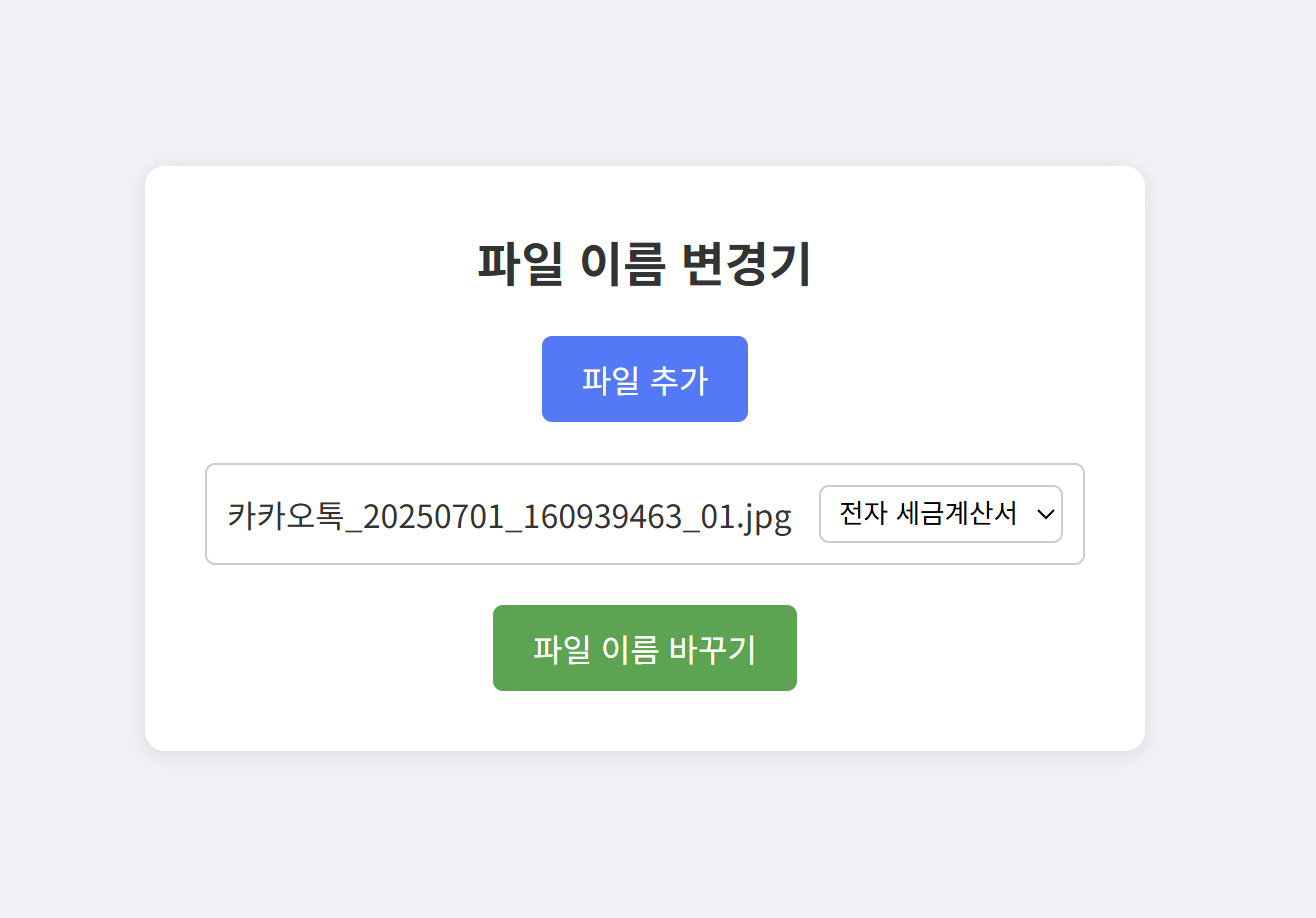 파일 이름 변경기
파일 추가
카카오톡_20250701_160939463_01.jpg 전자 세금계산서
파일 이름 바꾸기